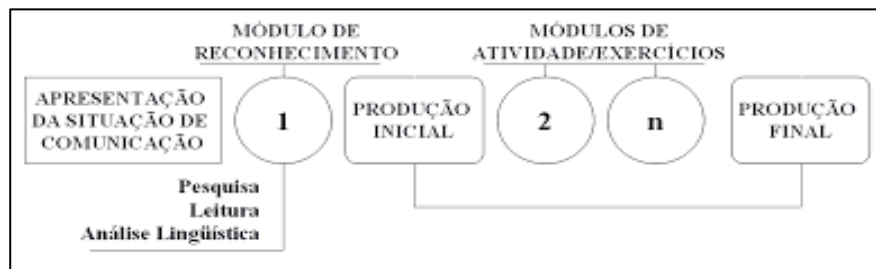 MÓDULO DE
RECONHECIMENTO
MÓDULOS DE
ATIVIDADE/EXERCÍCIOS
APRESENTAÇÃO
DA SITUAÇÃO DE
COMUNICAÇÃO
1
PRODUÇÃO
INICIAL
2
n
PRODUÇÃO
FINAL
Pesquisa
Leitura
Análise Lingüística